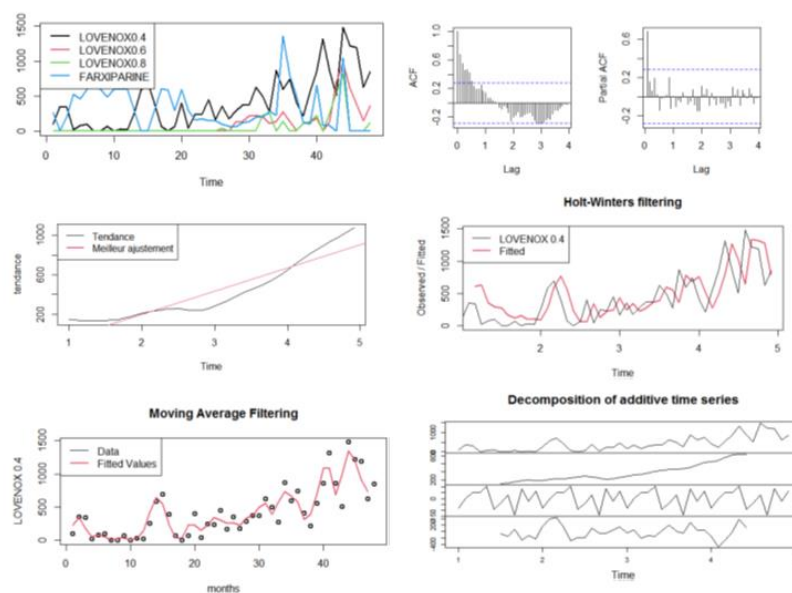 1500
1000
500
0
LOVENOX0.4
LOVENOX0.6
LOVENOX0.8
FARXIPARINE
0 10 20 30 40
Time
ACF
1.0
0.6
0.2
-0.2
0 1 2 3 4
Lag
Partial ACF
0.6
0.2
-0.2
0 1 2 3 4
Lag
tendance
1000
600
200
Tendance
Meilleur ajustement
1 2 3 4 5
Time
Holt-Winters filtering
Observed / Fitted
1500
1000
500
0
LOVENOX 0.4
Fitted
2 3 4 5
Time
Moving Average Filtering
LOVENOX 0.4
1500
1000
500
0
Data
Fitted Values
0 10 20 30 40
months
Decomposition of additive time series
1000
0
200
0
-400
1 2 3 4
Time